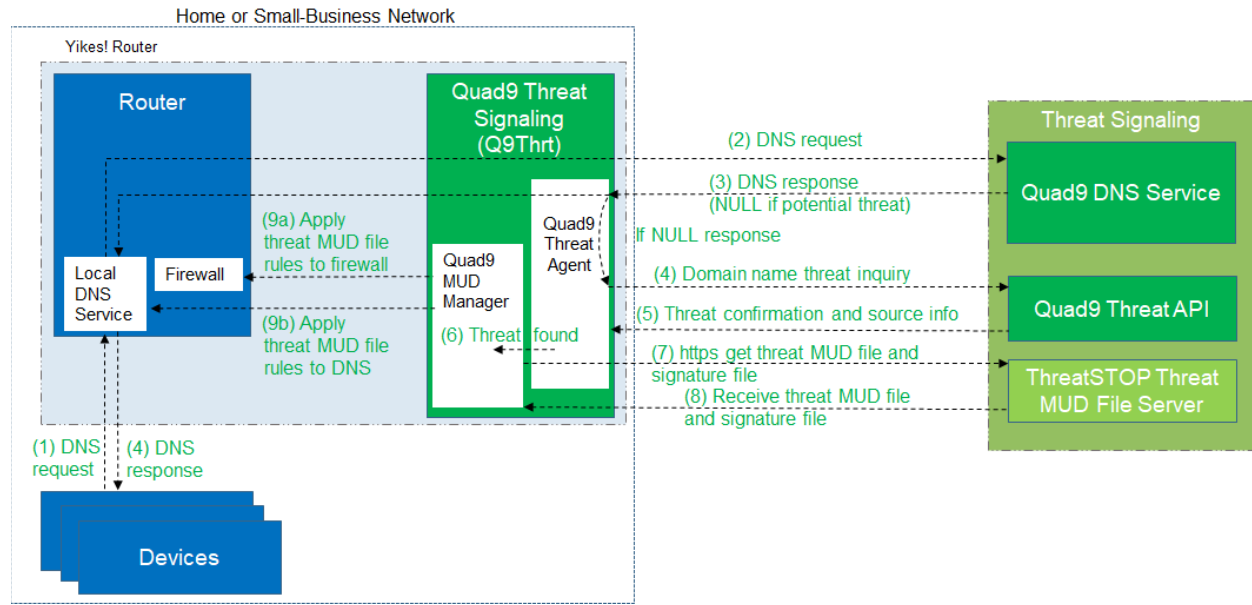 Home or Small-Business Network
Yikes! Router
Router
Quad9 Threat
Signaling
(Q9Thrt)
Threat Signaling
(2) DNS request
Quad9 DNS Service
(3) DNS response
(NULL if potential threat)
Quad9
Threat
Agent
If NULL response
(9a) Apply
threat MUD file
rules to firewall
Local
DNS
Service
Firewall
Quad9
MUD
Manager
(4) Domain name threat inquiry
Quad9 Threat API
(5) Threat confirmation and source info
(9b) Apply
threat MUD file
rules to DNS
(6) Threat found
(7) https get threat MUD file and
signature file
ThreatSTOP Threat
MUD File Server
(8) Receive threat MUD file
and signature file
(1) DNS
request
(4) DNS
response
Devices